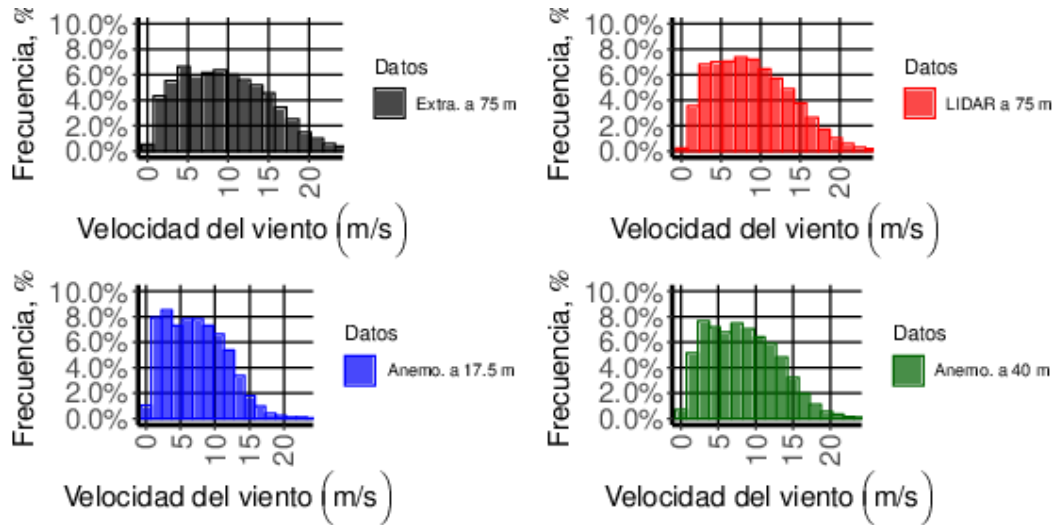 10.0%
8.0%
6.0%
4.0%
2.0%
0.0%
Frecuencia, %
0 5 10 15 20
Velocidad del viento (m/s)
Datos
Extra. a 75 m
10.0%
8.0%
6.0%
4.0%
2.0%
0.0%
Frecuencia, %
0 5 10 15 20
Velocidad del viento (m/s)
Datos
LIDAR a 75 m
10.0%
8.0%
6.0%
4.0%
2.0%
0.0%
Frecuencia, %
0 5 10 15 20
Velocidad del viento (m/s)
Datos
Anemo. a 17.5 m
10.0%
8.0%
6.0%
4.0%
2.0%
0.0%
Frecuencia, %
0 5 10 15 20
Velocidad del viento (m/s)
Datos
Anemo. a 40 m